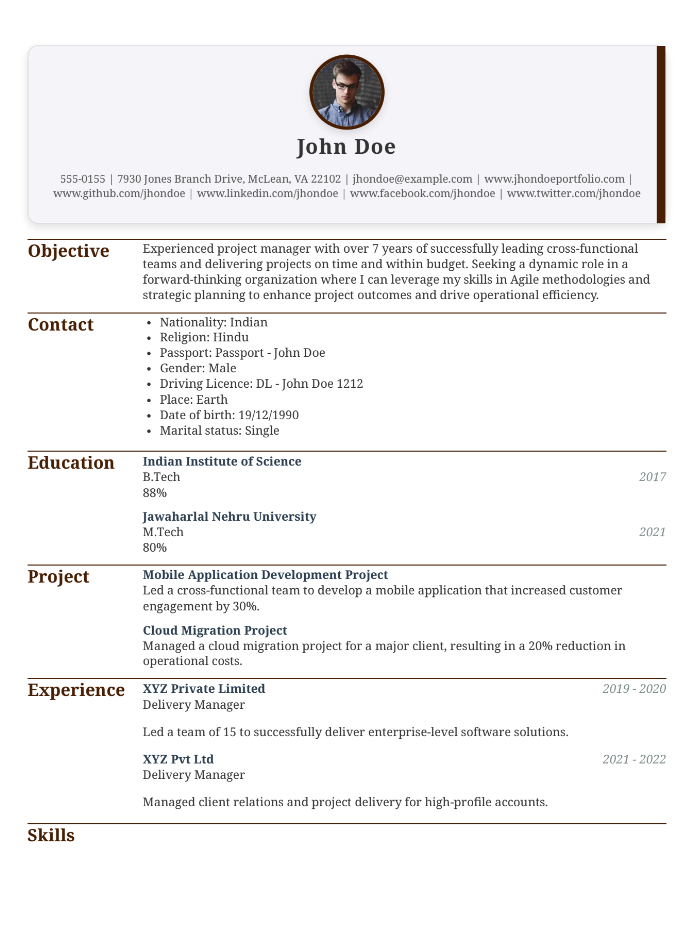 John Doe
555-0155 | 7930 Jones Branch Drive, McLean, VA 22102 | jhondoe@example.com | www.jhondoeportfolio.com |
www.github.com/jhondoe | www.linkedin.com/jhondoe | www.facebook.com/jhondoe | www.twitter.com/jhondoe
Objective
Experienced project manager with over 7 years of successfully leading cross-functional
teams and delivering projects on time and within budget. Seeking a dynamic role in a
forward-thinking organization where I can leverage my skills in Agile methodologies and
strategic planning to enhance project outcomes and drive operational efficiency.
Contact
• Nationality: Indian
• Religion: Hindu
• Passport: Passport - John Doe
• Gender: Male
• Driving Licence: DL - John Doe 1212
• Place: Earth
• Date of birth: 19/12/1990
• Marital status: Single
Education
Indian Institute of Science
B.Tech 2017
88%
Jawaharlal Nehru University
M.Tech 2021
80%
Project
Mobile Application Development Project
Led a cross-functional team to develop a mobile application that increased customer
engagement by 30%.
Cloud Migration Project
Managed a cloud migration project for a major client, resulting in a 20% reduction in
operational costs.
Experience
XYZ Private Limited 2019 - 2020
Delivery Manager
Led a team of 15 to successfully deliver enterprise-level software solutions.
XYZ Pvt Ltd 2021 - 2022
Delivery Manager
Managed client relations and project delivery for high-profile accounts.
Skills